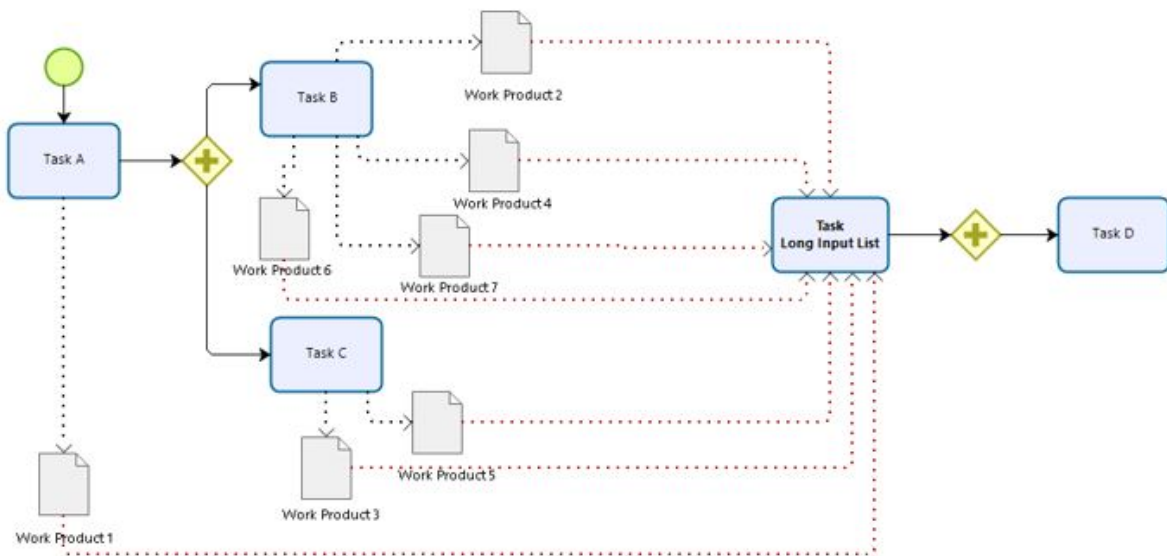 Work Product 2
Task B
Task A
Work Product 4
Task
Long Input List
Task D
Work Product 6
Work Product 7
Task C
Work Product 5
Work Product 3
Work Product 1